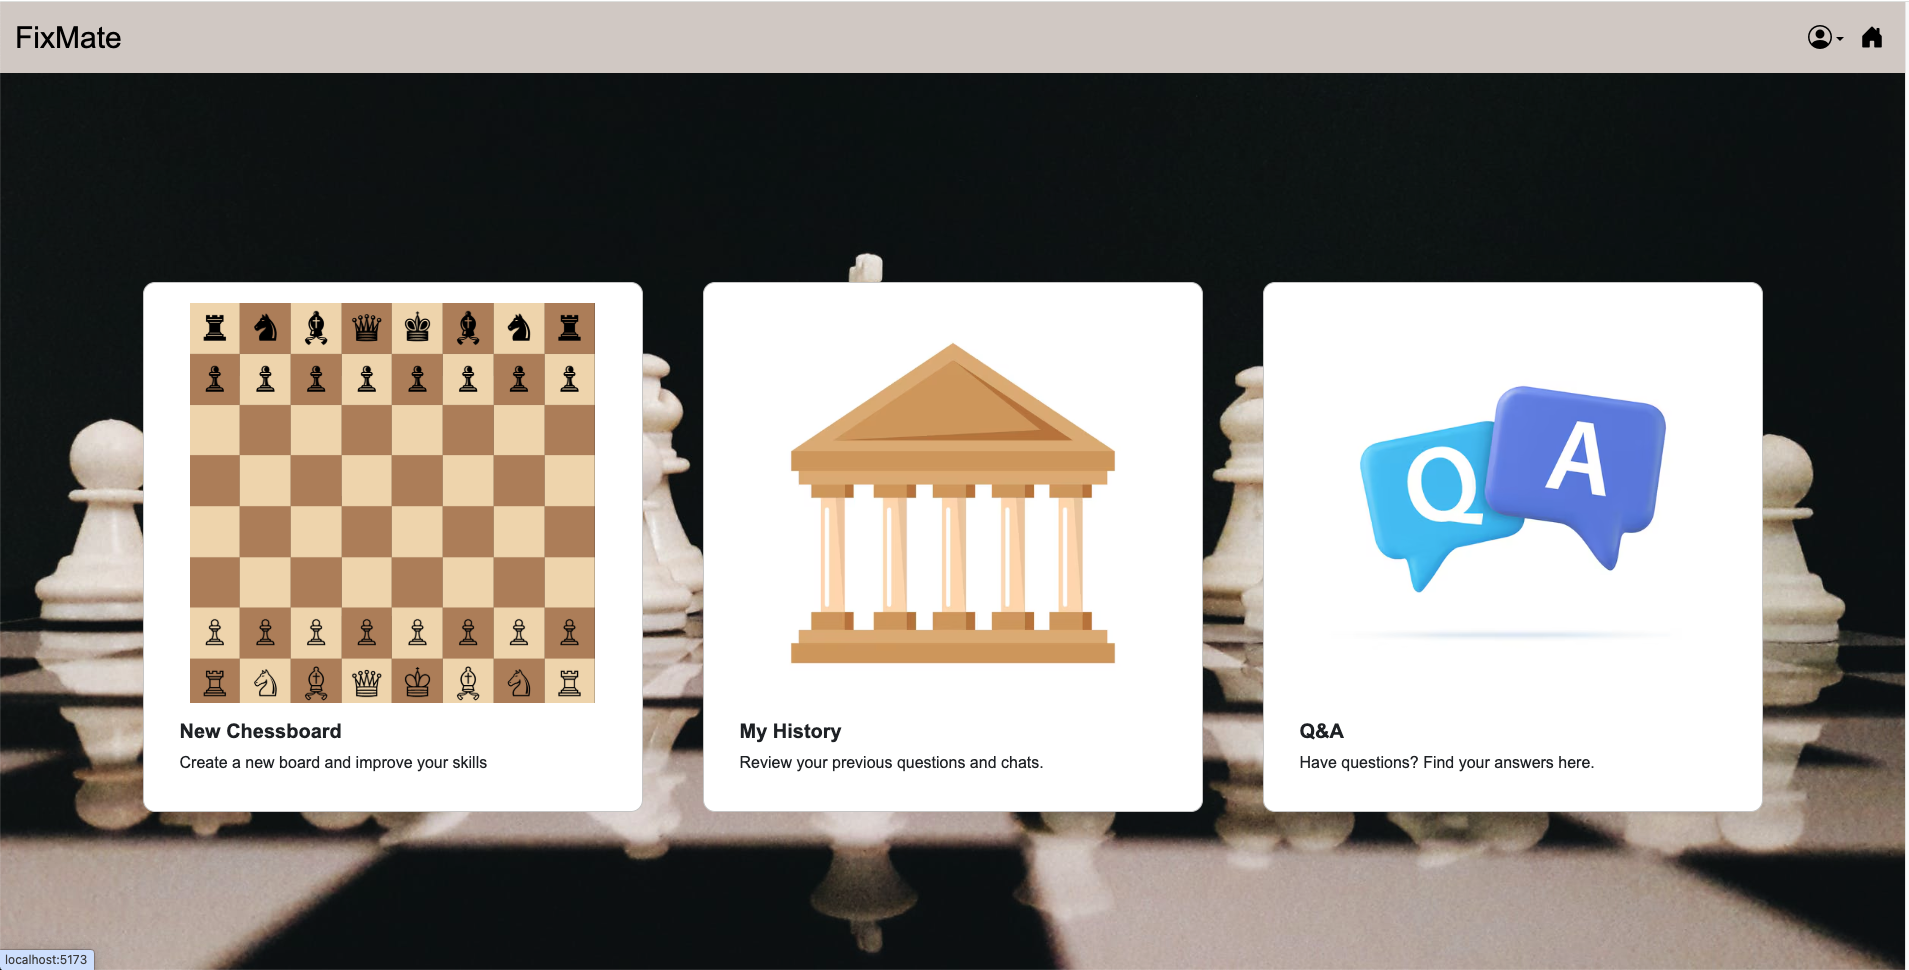 FixMate
Q A
New Chessboard
Create a new board and improve your skills
My History
Review your previous questions and chats.
Q&A
Have questions? Find your answers here.
localhost:5173